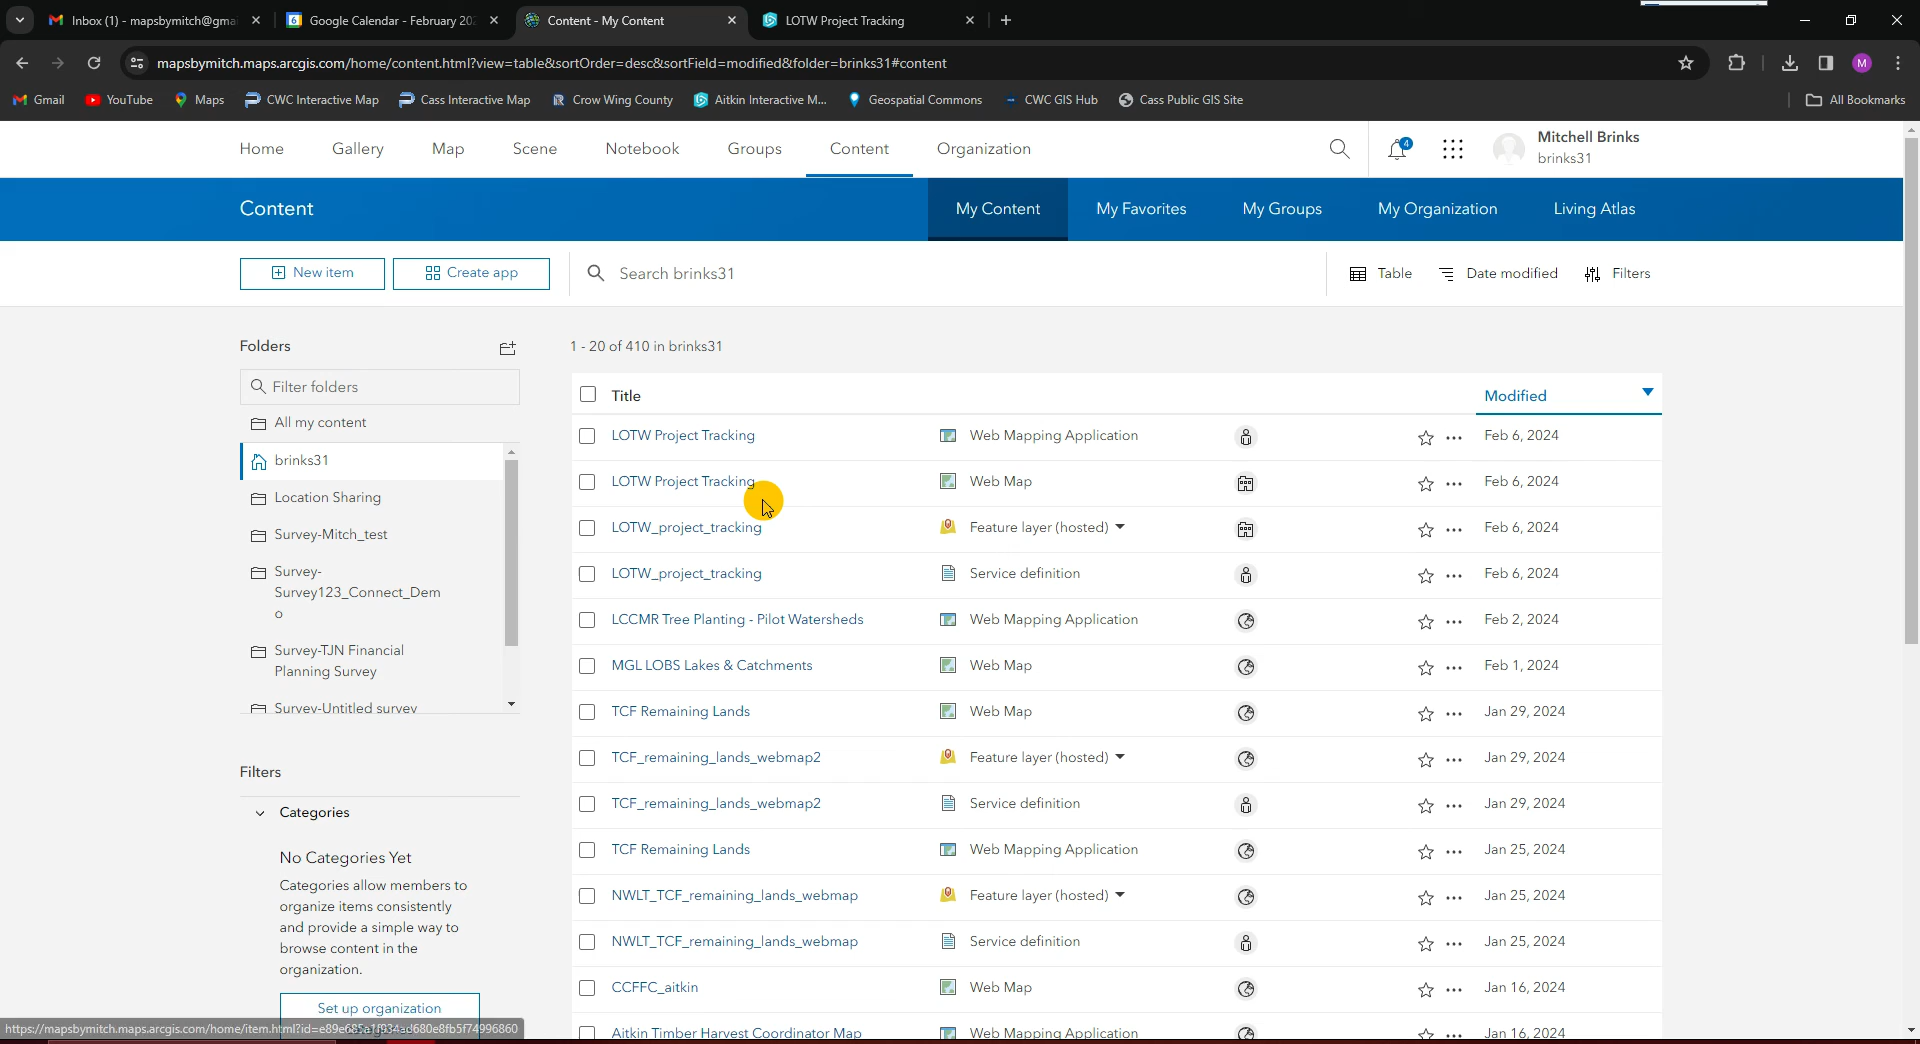 Inbox (1) - mapsbymitch@gma
Google Calendar - February 202
Content - My Content
LOTW Project Tracking
mapsbymitch.maps.arcgis.com/home/content.html?view=table&sortOrder=desc&sortField=modified&folder=brinks31#content
M
Gmail
YouTube
Maps
CWC Interactive Map
Cass Interactive Map
Crow Wing County
Aitkin Interactive M...
Geospatial Commons
CWC GIS Hub
Cass Public GIS Site
All Bookmarks
Home
Gallery
Map
Scene
Notebook
Groups
Content
Organization
4
Mitchell Brinks
brinks31
Content
My Content
My Favorites
My Groups
My Organization
Living Atlas
New item
Create app
Search brinks31
Table
Date modified
Filters
Folders
Filter folders
All my content
brinks31
Location Sharing
Survey-Mitch_test
Survey-
Survey123_Connect_Dem
o
Survey-TJN Financial
Planning Survey
Survey-Untitled survey
Filters
Categories
No Categories Yet
Categories allow members to
organize items consistently
and provide a simple way to
browse content in the
organization.
Set up organization
1 - 20 of 410 in brinks31
Title Modified
LOTW Project Tracking Web Mapping Application Feb 6, 2024
LOTW Project Tracking Web Map Feb 6, 2024
LOTW_project_tracking Feature layer (hosted) Feb 6, 2024
LOTW_project_tracking Service definition Feb 6, 2024
LCCMR Tree Planting - Pilot Watersheds Web Mapping Application Feb 2, 2024
MGL LOBS Lakes & Catchments Web Map Feb 1, 2024
TCF Remaining Lands Web Map Jan 29, 2024
TCF_remaining_lands_webmap2 Feature layer (hosted) Jan 29, 2024
TCF_remaining_lands_webmap2 Service definition Jan 29, 2024
TCF Remaining Lands Web Mapping Application Jan 25, 2024
NWLT_TCF_remaining_lands_webmap Feature layer (hosted) Jan 25, 2024
NWLT_TCF_remaining_lands_webmap Service definition Jan 25, 2024
CCFFC_aitkin Web Map Jan 16, 2024
Aitkin Timber Harvest Coordinator Map Web Mapping Application Jan 16, 2024